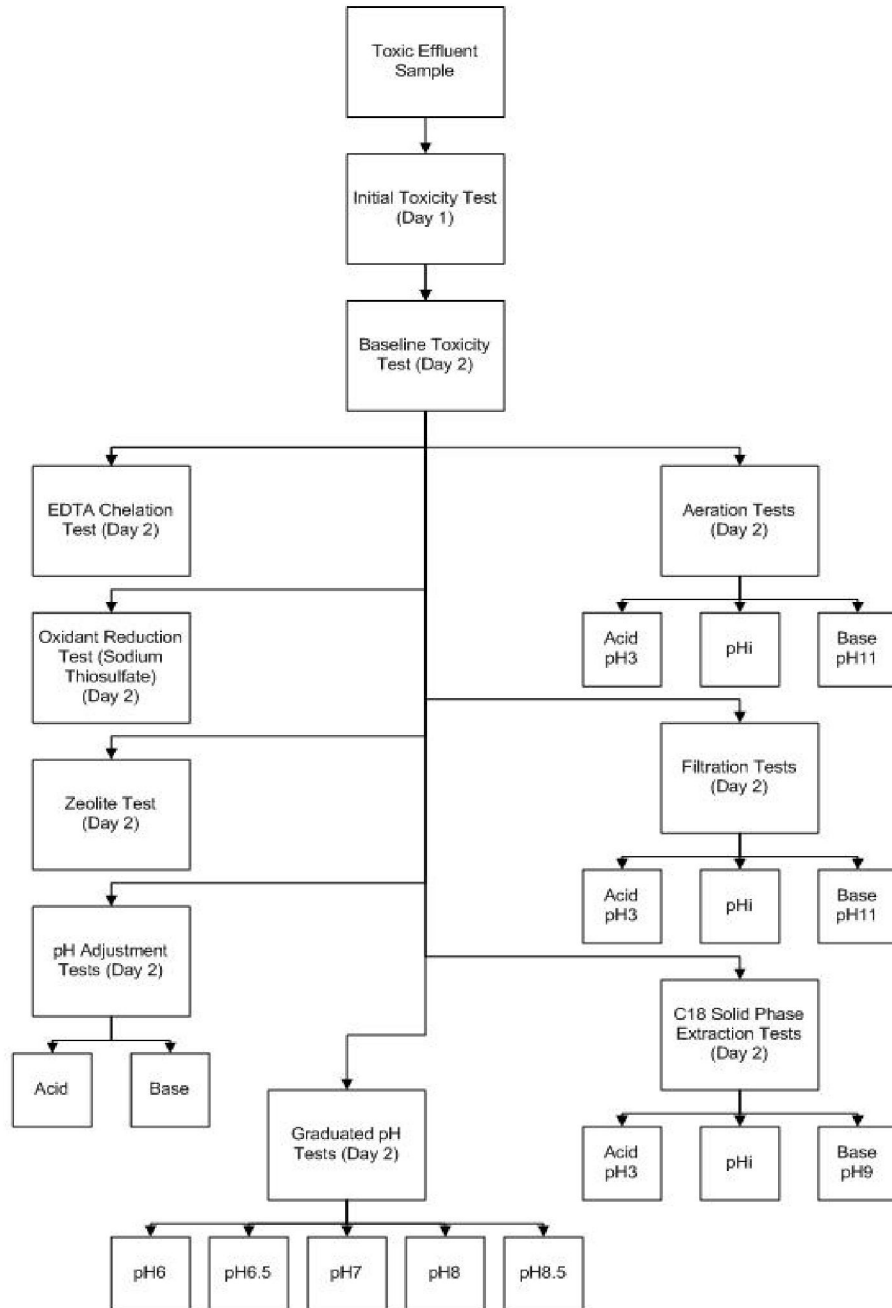 Toxic Effluent
Sample
Initial Toxicity Test
(Day 1)
Baseline Toxicity
Test (Day 2)
EDTA Chelation
Test (Day 2)
Aeration Tests
(Day 2)
Oxidant Reduction
Test (Sodium
Thiosulfate)
(Day 2)
Acid
pH3
pHi
Base
pH11
Zeolite Test
(Day 2)
Filtration Tests
(Day 2)
Acid
pH3
pHi
Base
pH11
pH Adjustment
Tests (Day 2)
Acid
Base
C18 Solid Phase
Extraction Tests
(Day 2)
Graduated pH
Tests (Day 2)
Acid
pH3
pHi
Base
pH9
pH6
pH6.5
pH7
pH8
pH8.5